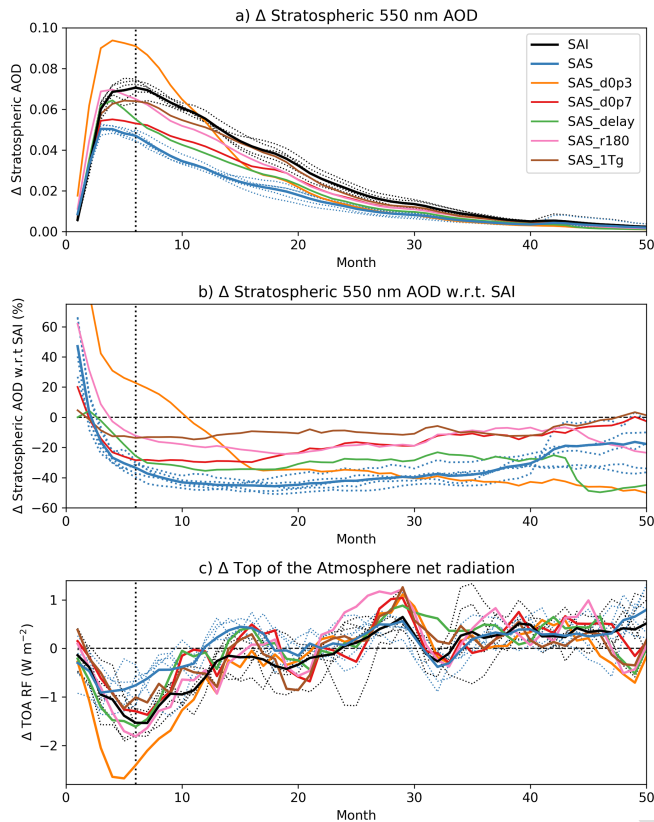 a) Δ Stratospheric 550 nm AOD
0.10
0.08
0.06
0.04
0.02
0.00
Δ Stratospheric AOD
SAI
SAS
SAS_d0p3
SAS_d0p7
SAS_delay
SAS_r180
SAS_1Tg
0 10 20 30 40 50
Month
b) Δ Stratospheric 550 nm AOD w.r.t. SAI
60
40
20
0
−20
−40
−60
Δ Stratospheric AOD w.r.t SAI (%)
0 10 20 30 40 50
Month
c) Δ Top of the Atmosphere net radiation
1
0
−1
−2
Δ TOA RF (W m⁻²)
0 10 20 30 40 50
Month